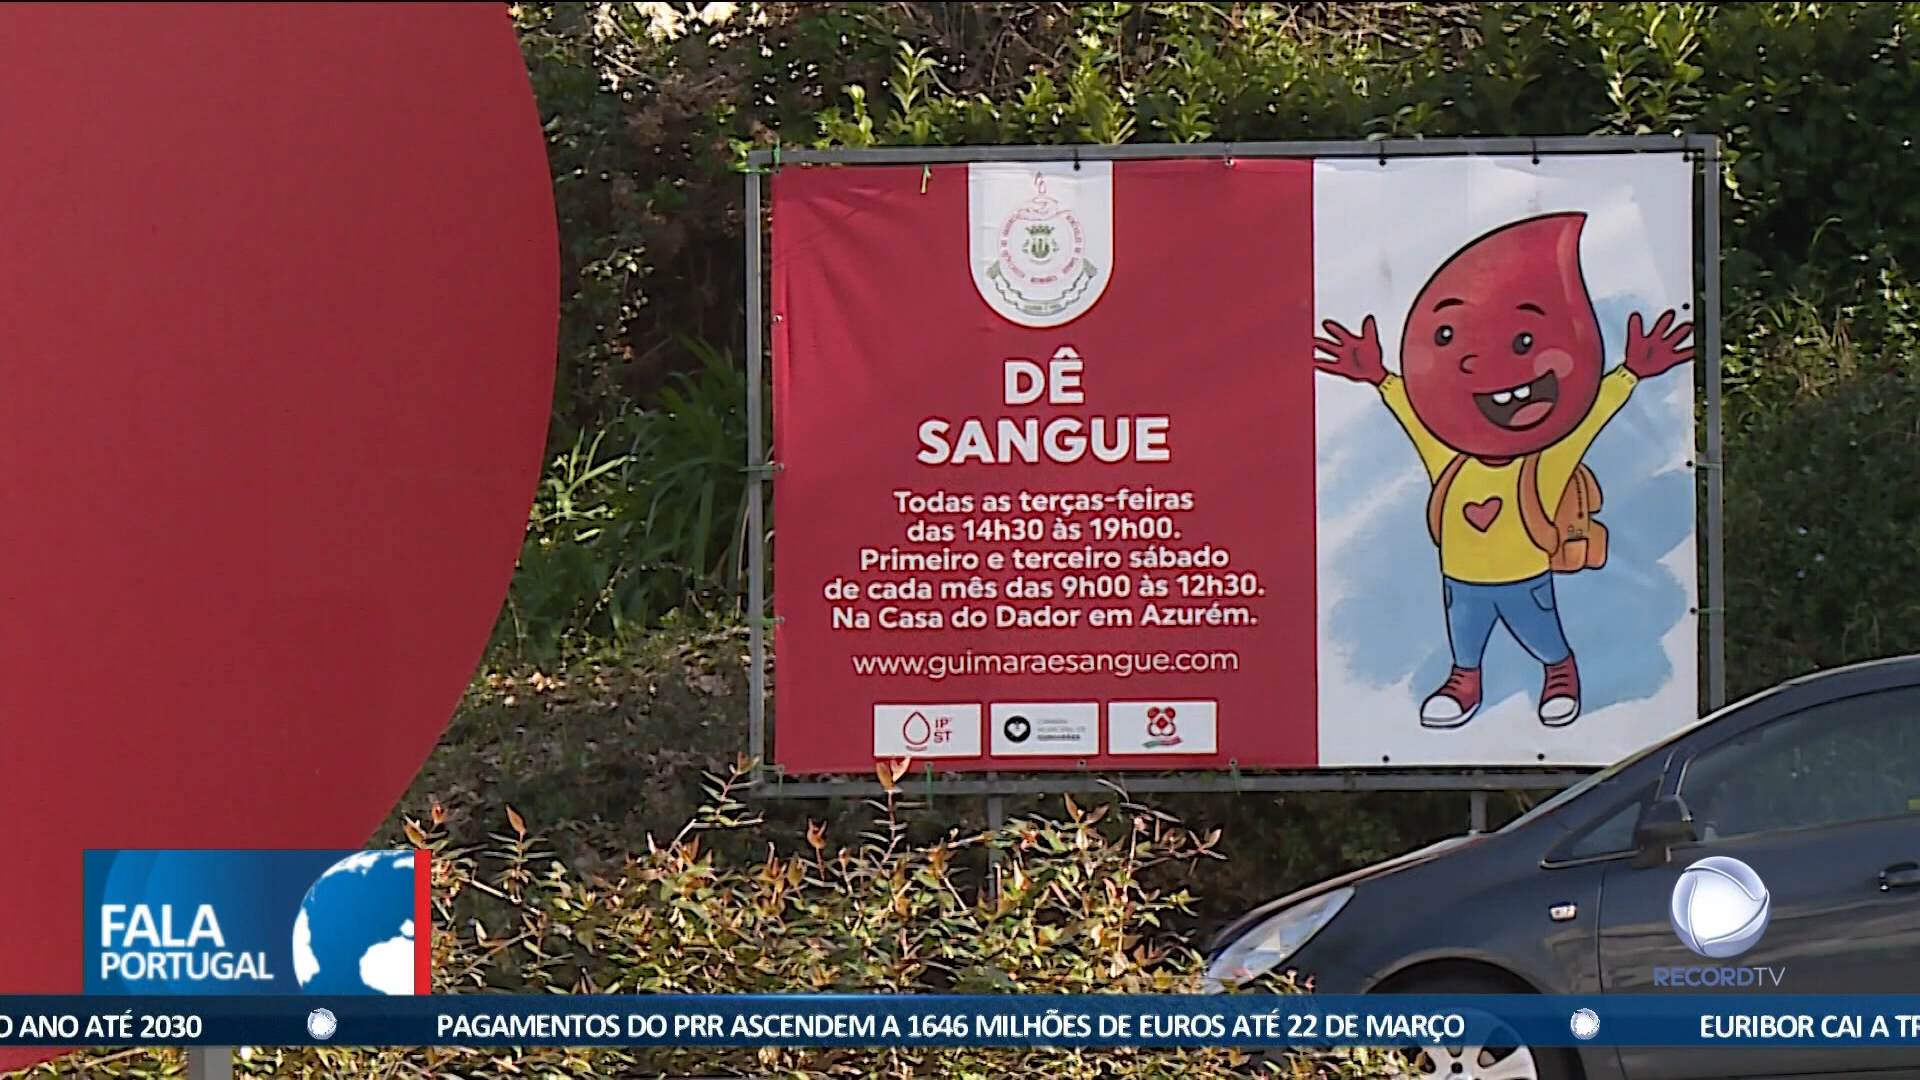 DÊ
SANGUE
Todas as terças-feiras
das 14h30 às 19h00.
Primeiro e terceiro sábado
de cada mês das 9h00 às 12h30.
Na Casa do Dador em Azurém.
www.guimaraesangue.com
IP
ST
GUIMARÃES
FALA
PORTUGAL
RECORDTV
O ANO ATÉ 2030
PAGAMENTOS DO PRR ASCENDEM A 1646 MILHÕES DE EUROS ATÉ 22 DE MARÇO
EURIBOR CAI A